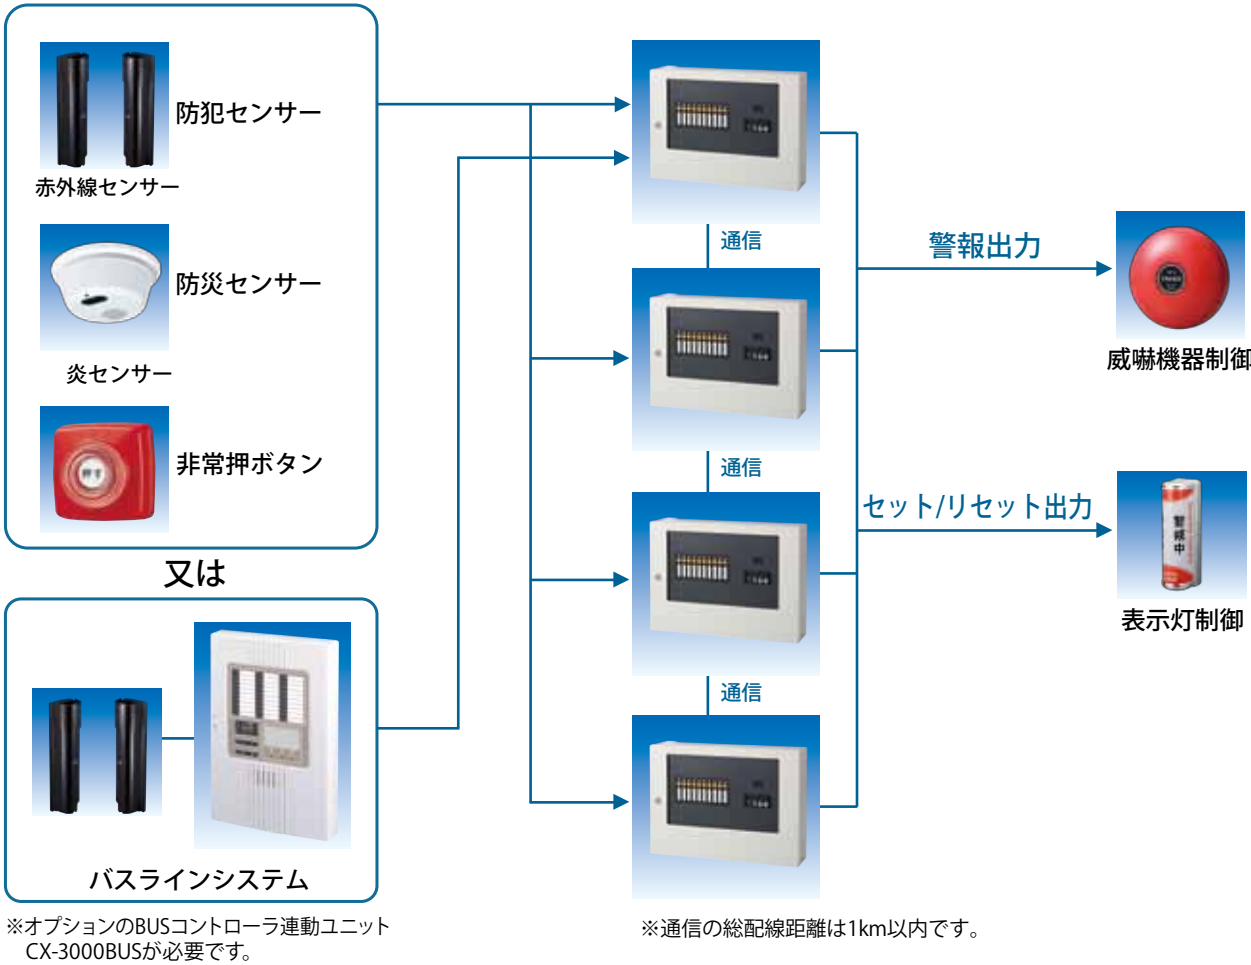 防犯センサー
赤外線センサー
防災センサー
炎センサー
押す
非常押ボタン
又は
バスラインシステム
※オプションのBUSコントローラ連動ユニット
CX-3000BUSが必要です。
通信
通信
通信
※通信の総配線距離は1km以内です。
警報出力
威嚇機器制御
セット/リセット出力
警候中
表示灯制御